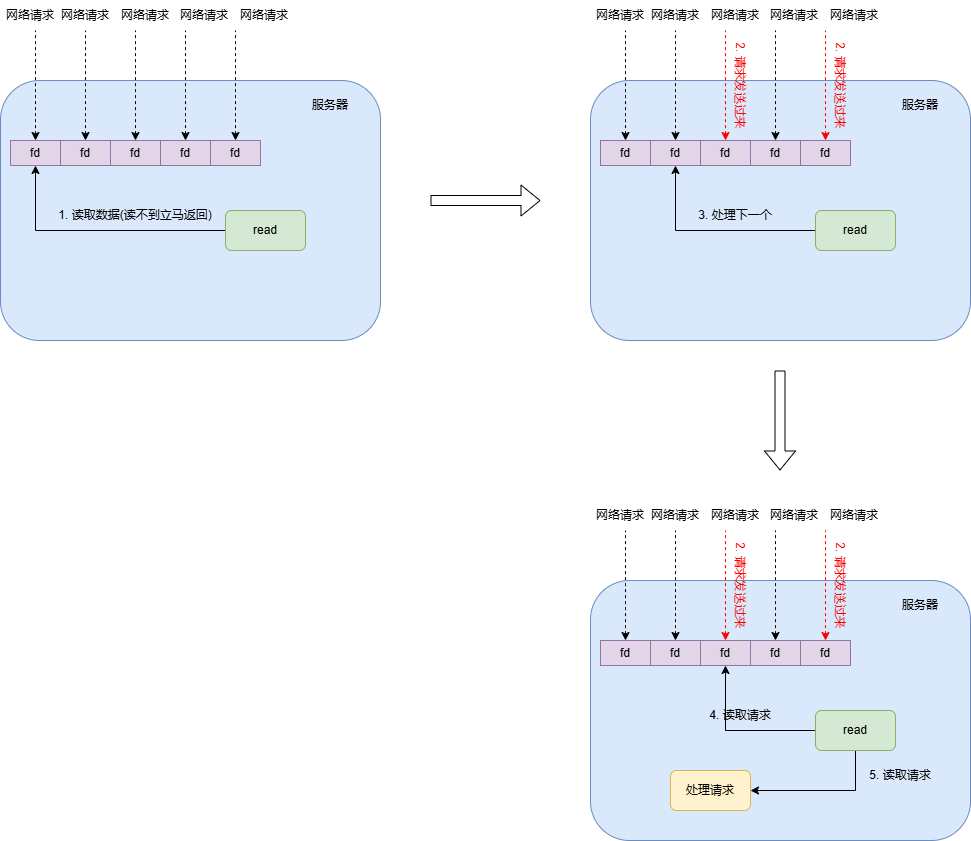 网络请求 网络请求 网络请求 网络请求 网络请求
服务器
fd fd fd fd fd
1. 读取数据(读不到立马返回)
read
网络请求 网络请求 网络请求 网络请求 网络请求
2. 请求发送过来
2. 请求发送过来
服务器
fd fd fd fd fd
3. 处理下一个
read
网络请求 网络请求 网络请求 网络请求 网络请求
2. 请求发送过来
2. 请求发送过来
服务器
fd fd fd fd fd
4. 读取请求
read
5. 读取请求
处理请求